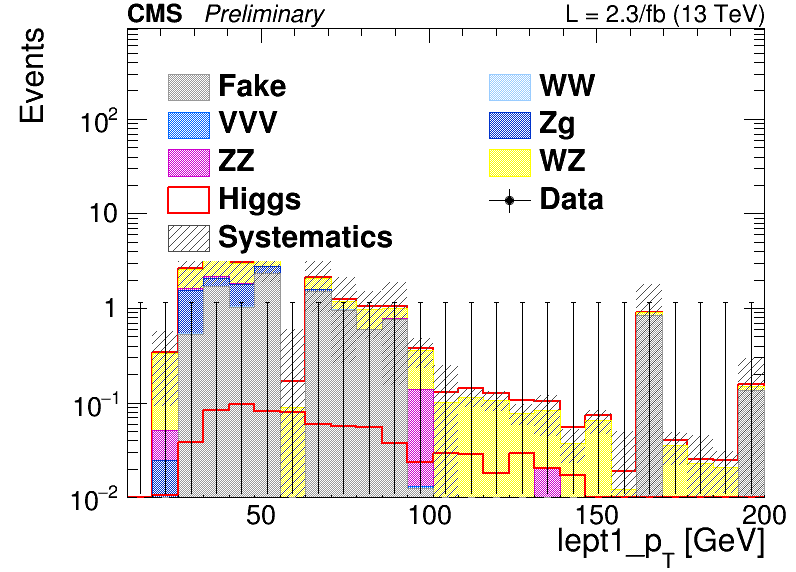 CMS Preliminary L = 2.3/fb (13 TeV)
Events
Fake WW
VVV Zg
ZZ WZ
Higgs Data
Systematics
10²
10
1
10⁻¹
10⁻²
50 100 150 200
lept1_p_T [GeV]